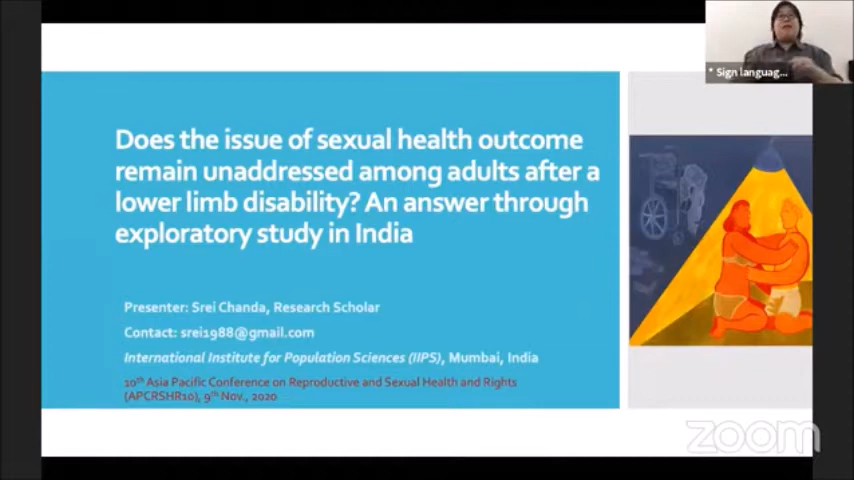 * Sign languag...
Does the issue of sexual health outcome
remain unaddressed among adults after a
lower limb disability? An answer through
exploratory study in India
Presenter: Srei Chanda, Research Scholar
Contact: srei1988@gmail.com
International Institute for Population Sciences (IIPS), Mumbai, India
10th Asia Pacific Conference on Reproductive and Sexual Health and Rights
(APCRSHR10), 9th Nov., 2020
zoom